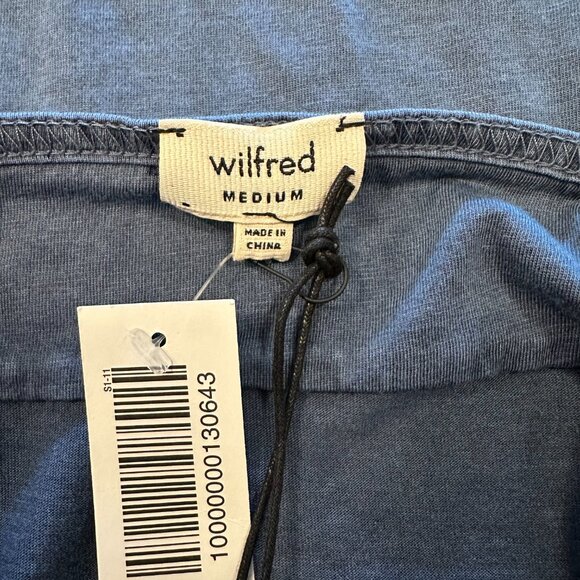 wilfred
MEDIUM
MADE IN
CHINA
S1-11
10000000130643